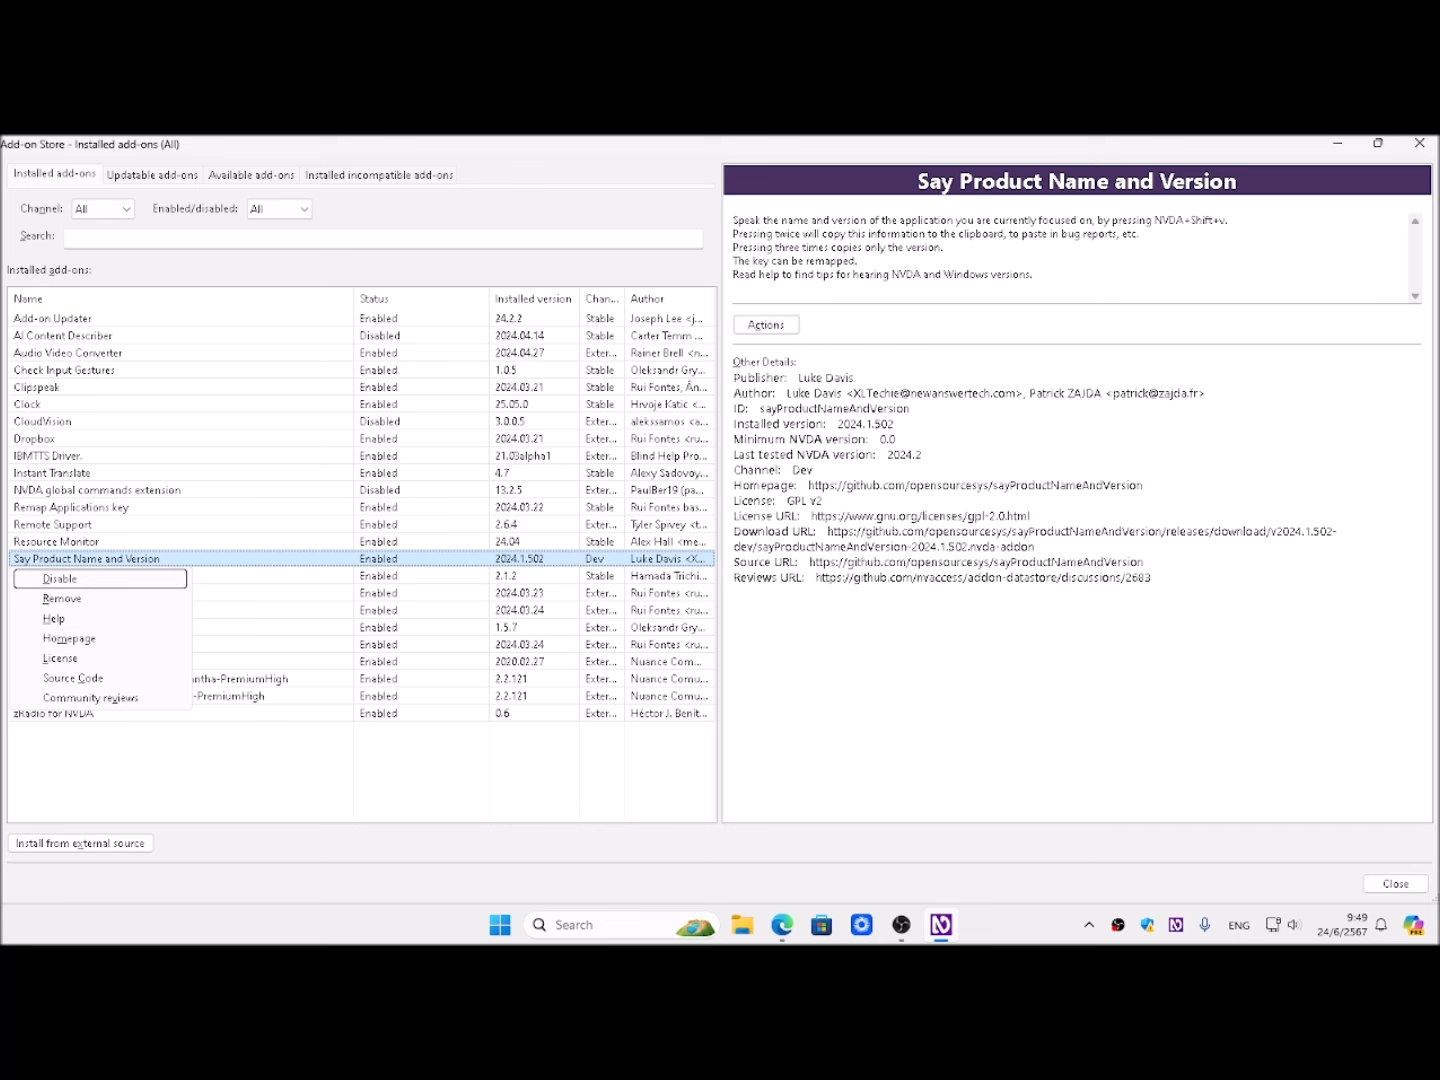 Add-on Store - Installed add-ons (All)
Installed add-ons Updatable add-ons Available add-ons Installed incompatible add-ons
Channel: All Enabled/disabled: All
Search:
Installed add-ons:
Name Status Installed version Chan... Author
Add-on Updater Enabled 24.2.2 Stable Joseph Lee <j...
AI Content Describer Disabled 2024.04.14 Stable Carter Temm ...
Audio Video Converter Enabled 2024.04.27 Exter... Rainer Brell <n...
Check Input Gestures Enabled 1.0.5 Stable Oleksandr Gry...
Clipspeak Enabled 2024.03.21 Stable Rui Fontes, Ân...
Clock Enabled 25.05.0 Stable Hrvoje Katic <...
CloudVision Disabled 3.0.0.5 Exter... alekssamos <a...
Dropbox Enabled 2024.03.21 Exter... Rui Fontes <ru...
IBMTTS Driver. Enabled 21.03alpha1 Exter... Blind Help Pro...
Instant Translate Enabled 4.7 Stable Alexy Sadovoy...
NVDA global commands extension Disabled 13.2.5 Exter... PaulBer19 (pa...
Remap Applications key Enabled 2024.03.22 Stable Rui Fontes bas...
Remote Support Enabled 2.6.4 Exter... Tyler Spivey <t...
Resource Monitor Enabled 24.04 Stable Alex Hall <me...
Say Product Name and Version Enabled 2024.1.502 Dev Luke Davis <X...
Disable Enabled 2.1.2 Stable Hamada Trichi...
Remove Enabled 2024.03.23 Exter... Rui Fontes <ru...
Help Enabled 2024.03.24 Exter... Rui Fontes <ru...
Enabled 1.5.7 Exter... Oleksandr Gry...
Homepage Enabled 2024.03.24 Exter... Rui Fontes <ru...
License Enabled 2020.02.27 Exter... Nuance Com...
Source Code antha-PremiumHigh Enabled 2.2.121 Exter... Nuance Comu...
Community reviews -PremiumHigh Enabled 2.2.121 Exter... Nuance Comu...
zRadio for NVDA Enabled 0.6 Exter... Héctor J. Benit...
Install from external source
Say Product Name and Version
Speak the name and version of the application you are currently focused on, by pressing NVDA+Shift+v.
Pressing twice will copy this information to the clipboard, to paste in bug reports, etc.
Pressing three times copies only the version.
The key can be remapped.
Read help to find tips for hearing NVDA and Windows versions.
Actions
Other Details:
Publisher: Luke Davis
Author: Luke Davis <XLTechie@newanswertech.com>, Patrick ZAJDA <patrick@zajda.fr>
ID: sayProductNameAndVersion
Installed version: 2024.1.502
Minimum NVDA version: 0.0
Last tested NVDA version: 2024.2
Channel: Dev
Homepage: https://github.com/opensourcesys/sayProductNameAndVersion
License: GPL v2
License URL: https://www.gnu.org/licenses/gpl-2.0.html
Download URL: https://github.com/opensourcesys/sayProductNameAndVersion/releases/download/v2024.1.502-
dev/sayProductNameAndVersion-2024.1.502.nvda-addon
Source URL: https://github.com/opensourcesys/sayProductNameAndVersion
Reviews URL: https://github.com/nvaccess/addon-datastore/discussions/2683
Close
Search
ENG
9:49
24/6/2567
PRE